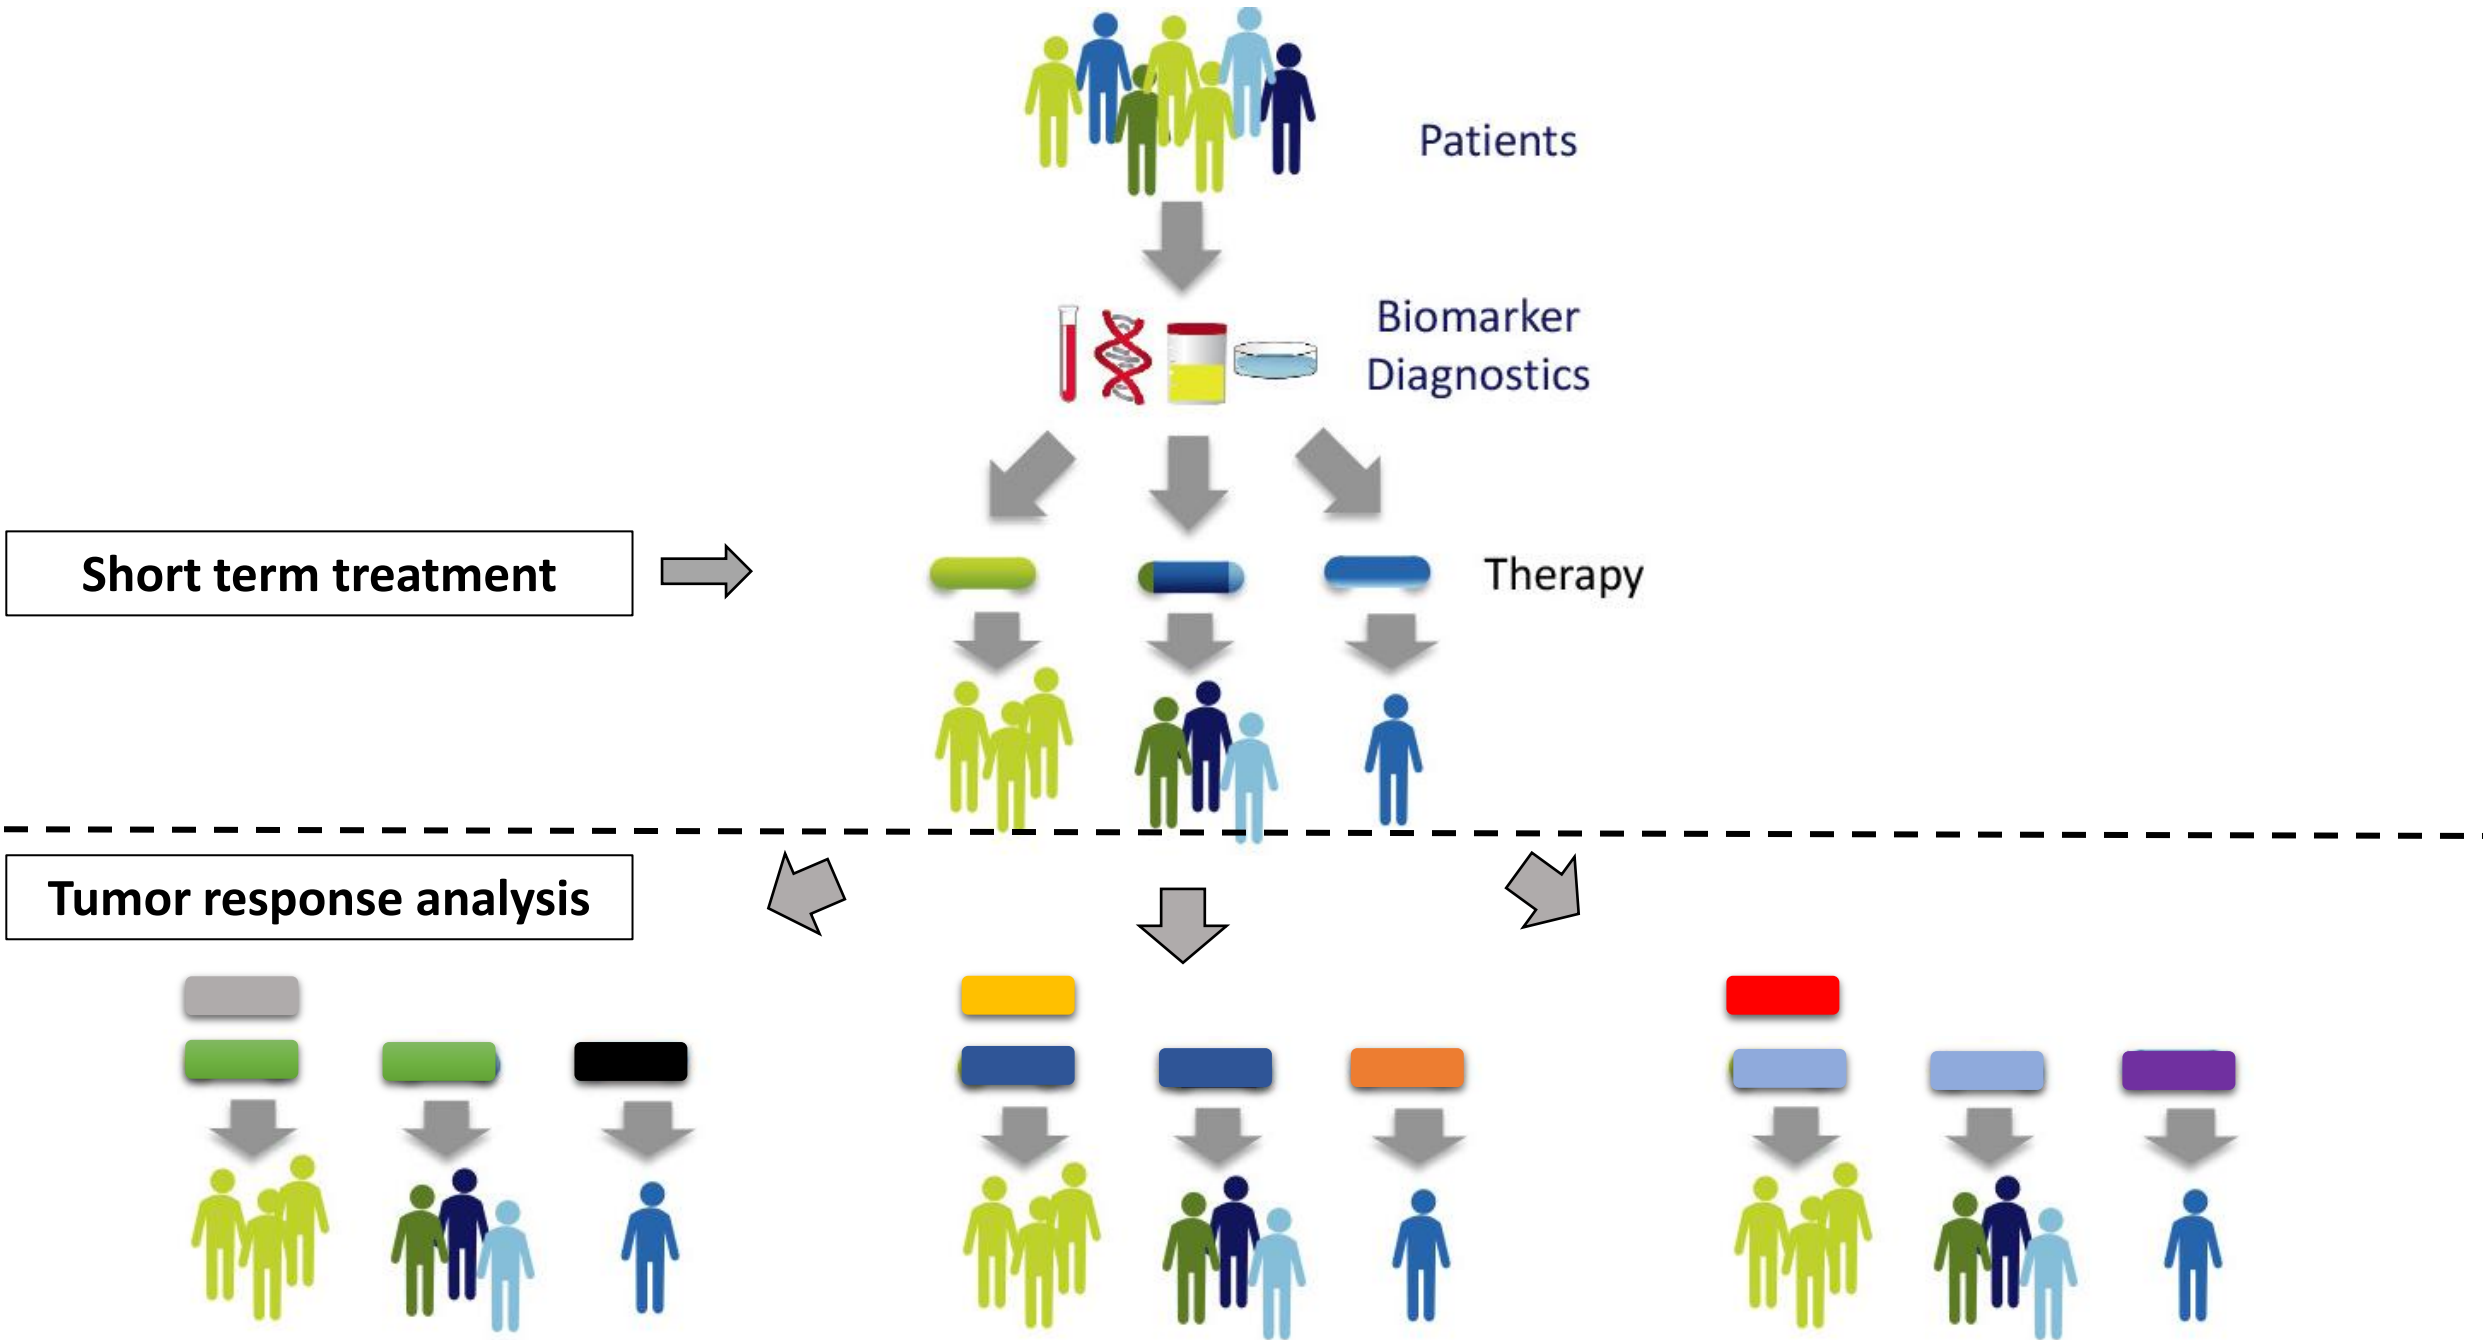 Patients
Biomarker
Diagnostics
Short term treatment
Therapy
Tumor response analysis